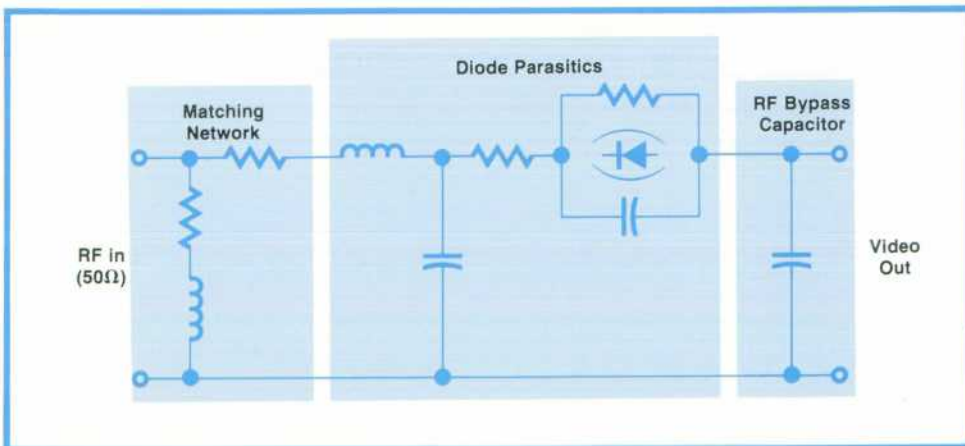 Diode Parasitics
Matching
Network
RF Bypass
Capacitor
RF in
(50Ω)
Video
Out